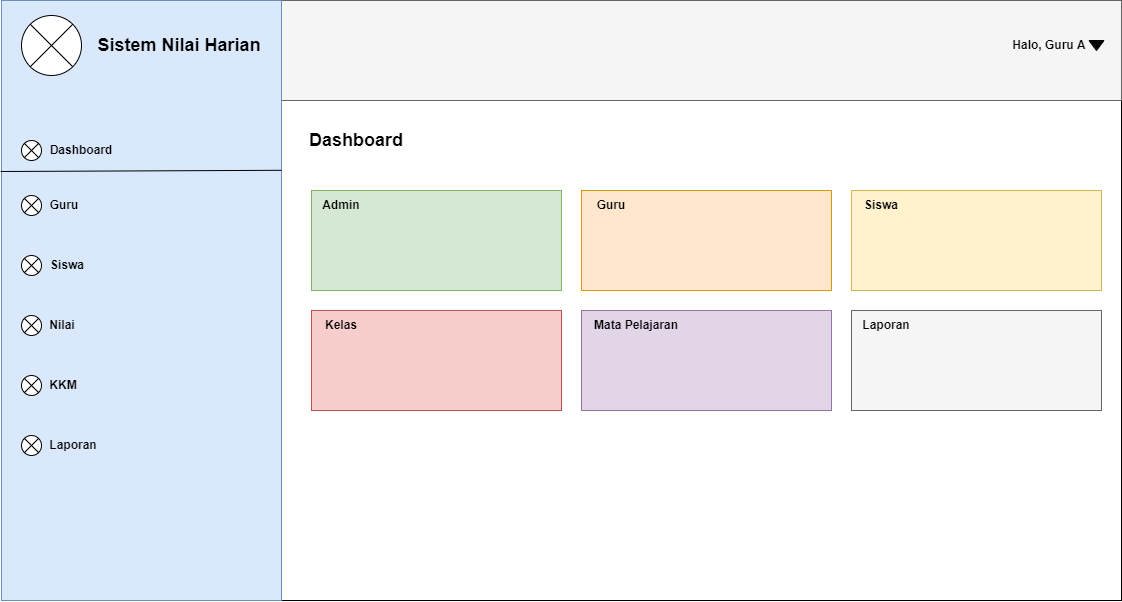 Sistem Nilai Harian
Halo, Guru A
Dashboard
Guru
Siswa
Nilai
KKM
Laporan
Dashboard
Admin
Guru
Siswa
Kelas
Mata Pelajaran
Laporan